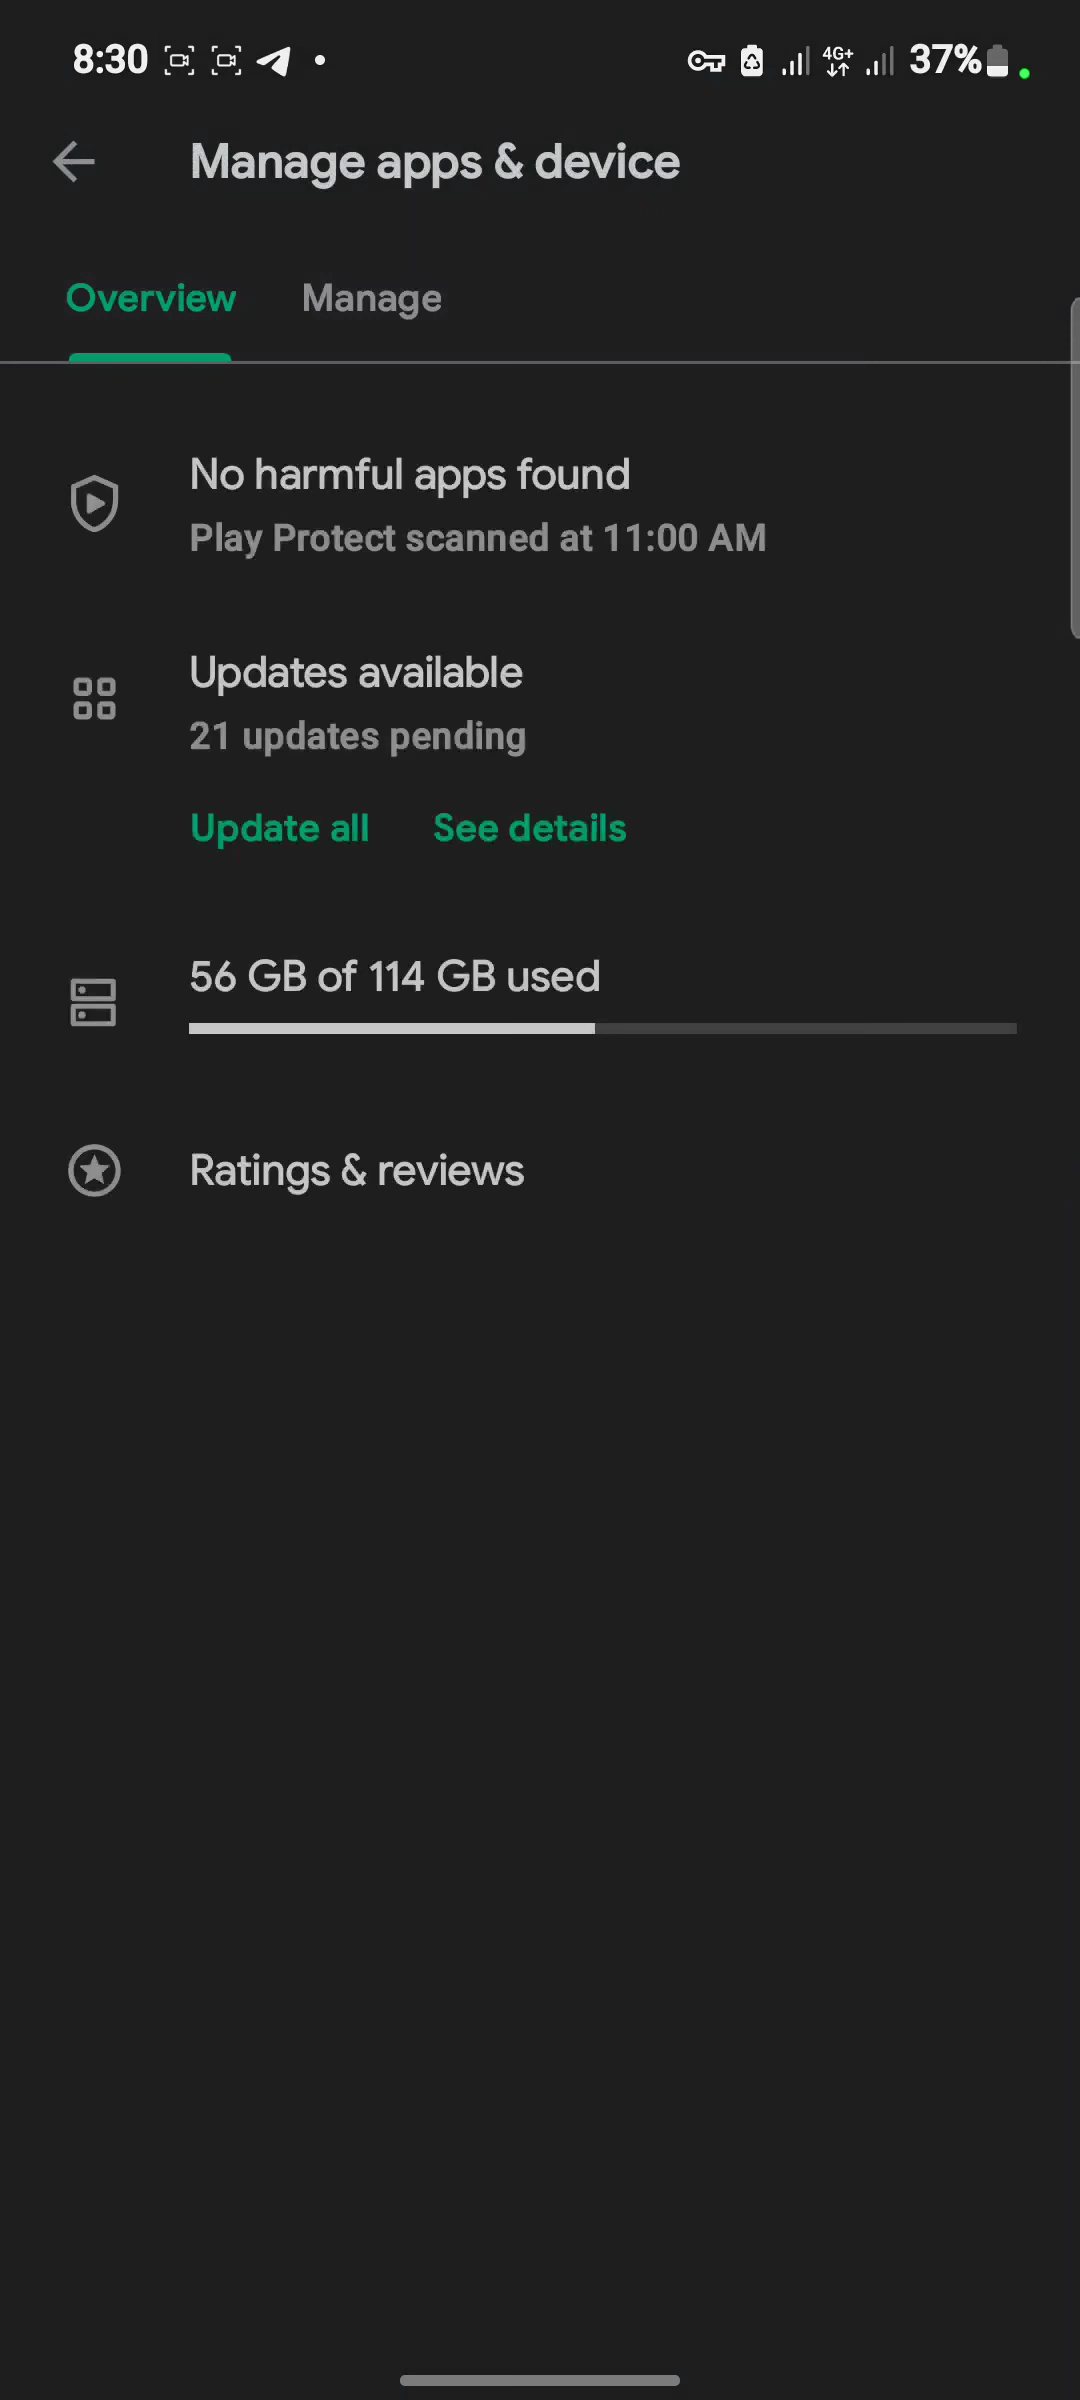 8:30
4G+
37%
Manage apps & device
Overview
Manage
No harmful apps found
Play Protect scanned at 11:00 AM
Updates available
21 updates pending
Update all
See details
56 GB of 114 GB used
Ratings & reviews